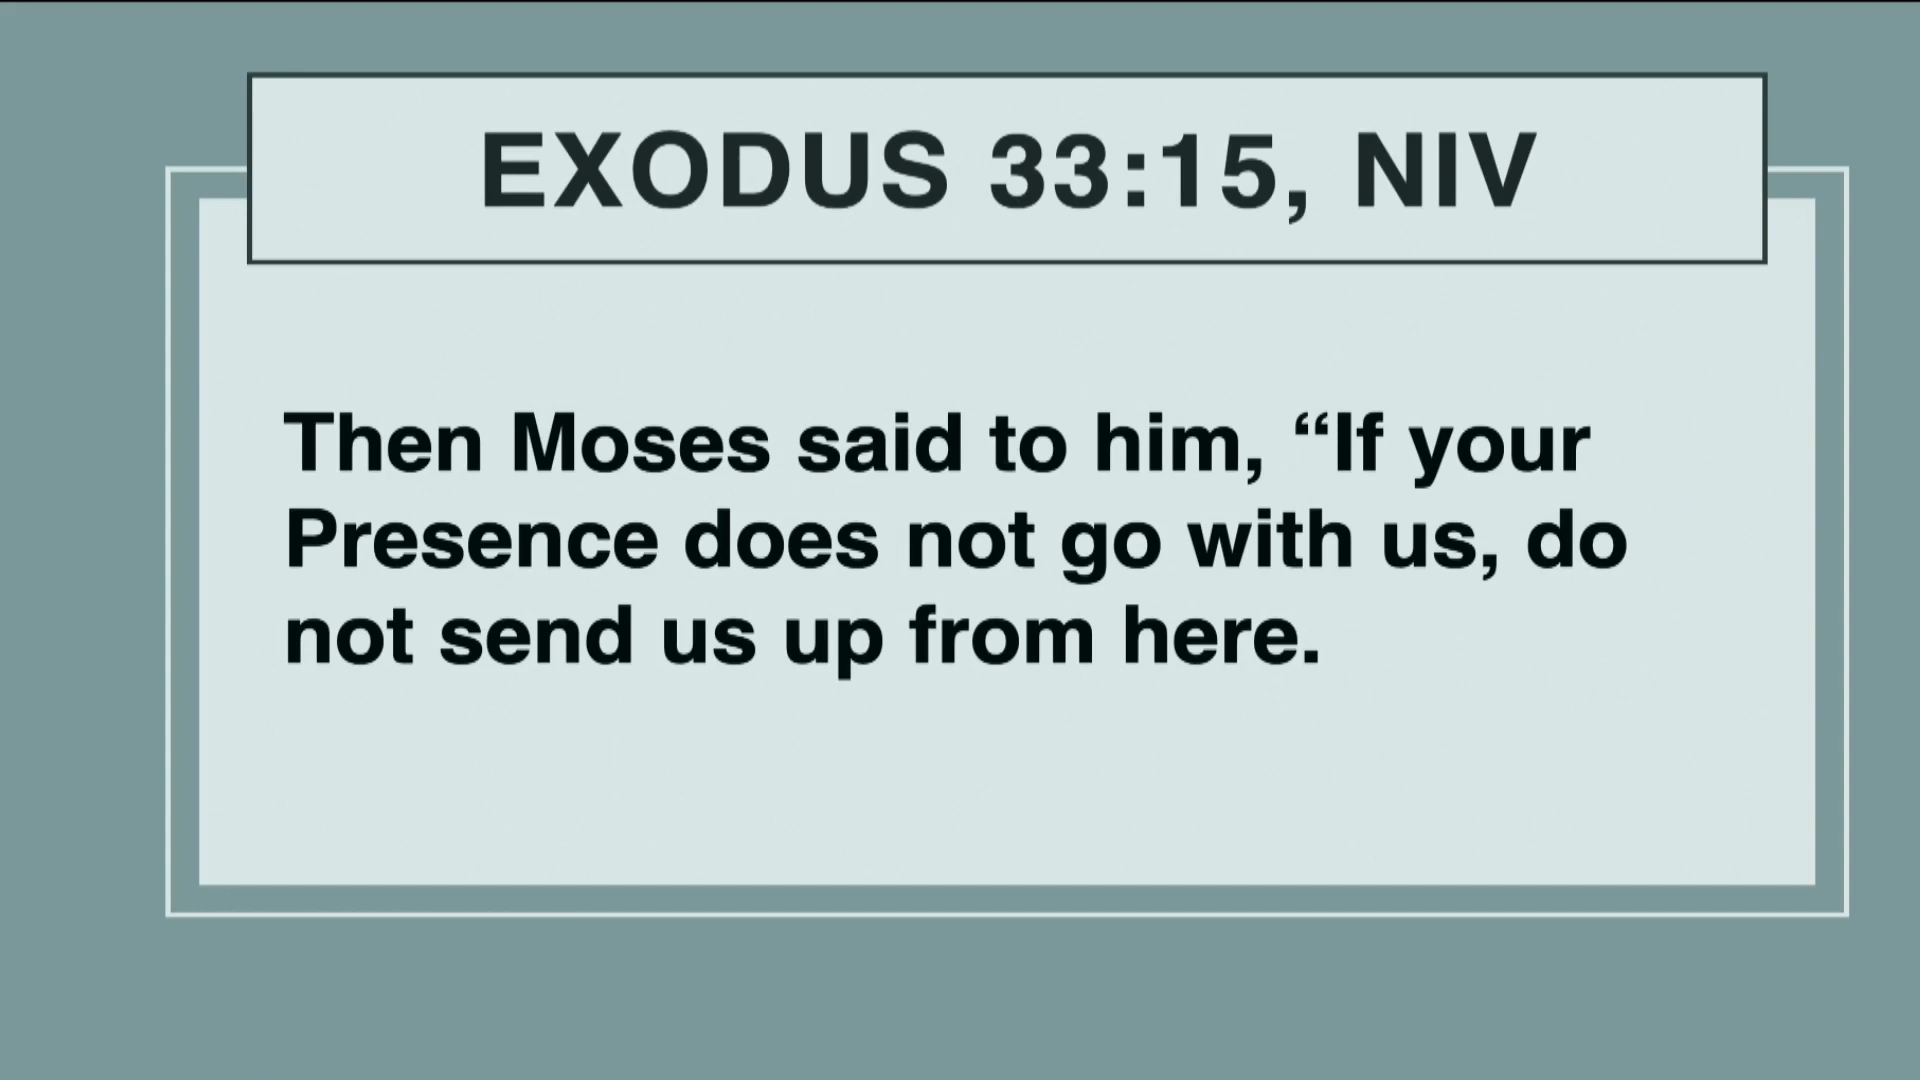 EXODUS 33:15, NIV
Then Moses said to him, “If your
Presence does not go with us, do
not send us up from here.